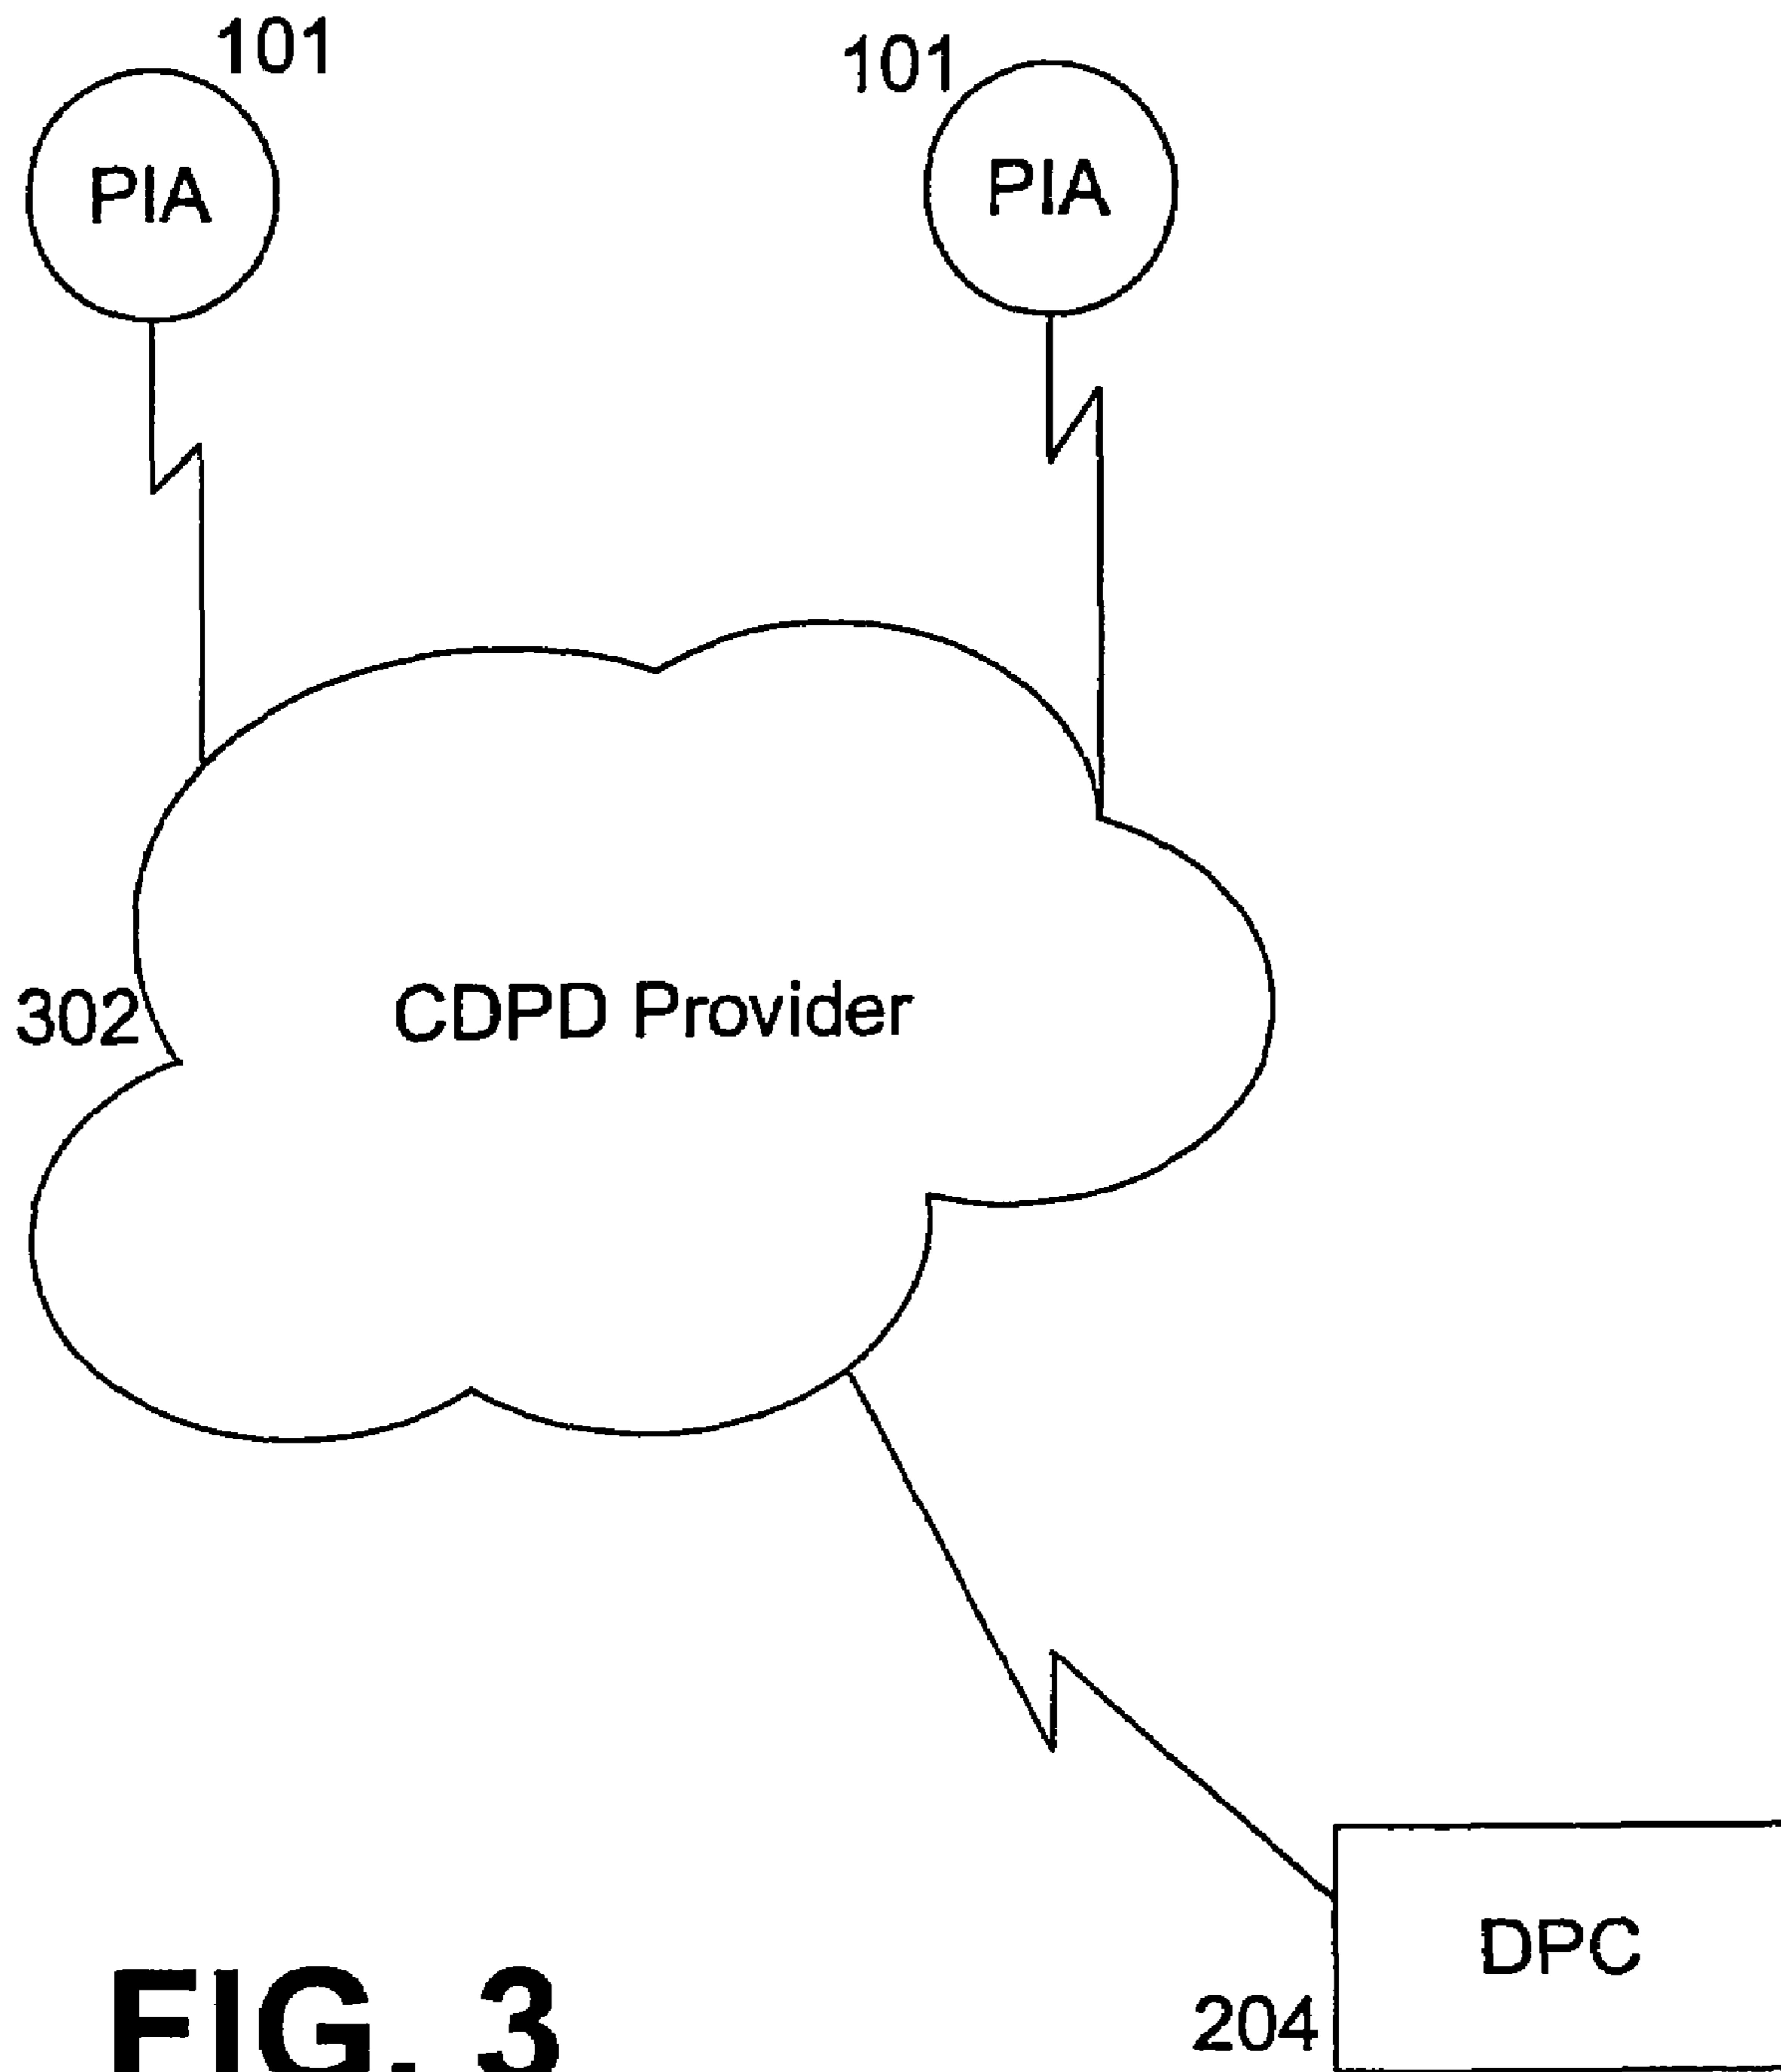 101
101
PIA
PIA
302
CDPD Provider
DPC
204
FIG. 3